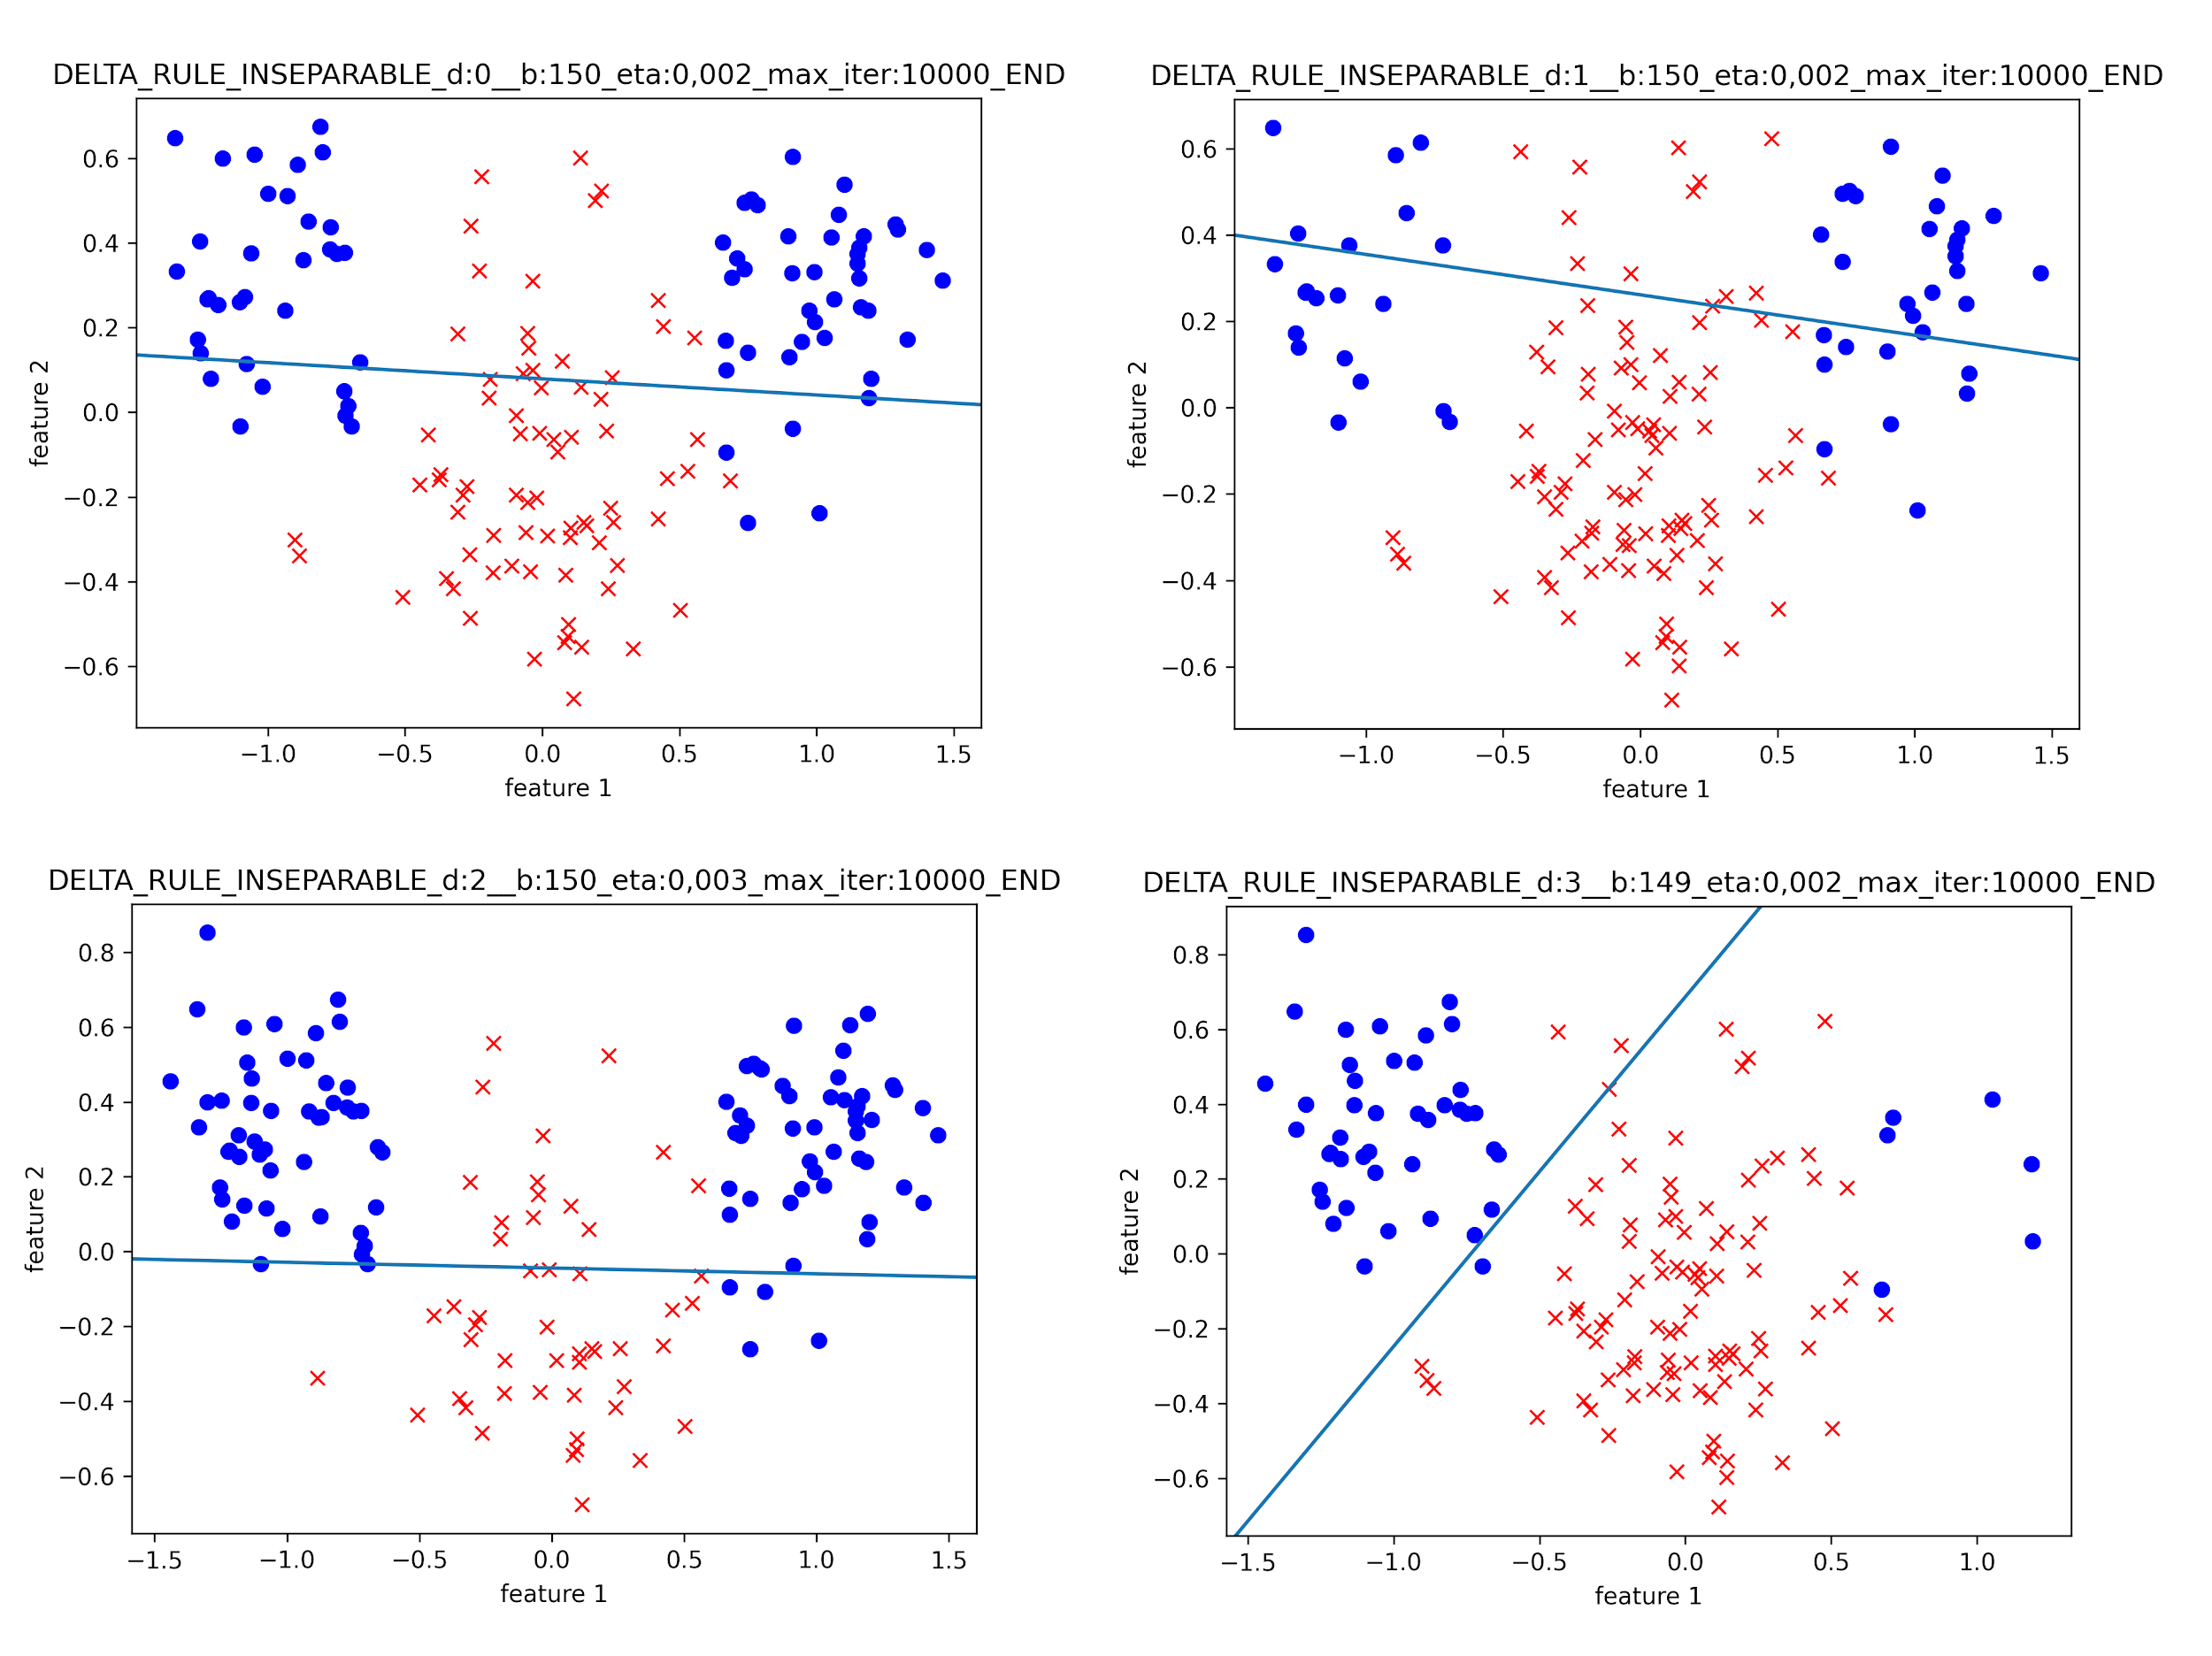 DELTA_RULE_INSEPARABLE_d:0__b:150_eta:0,002_max_iter:10000_END
0.6
0.4
0.2
0.0
−0.2
−0.4
−0.6
feature 2
−1.0 −0.5 0.0 0.5 1.0 1.5
feature 1
DELTA_RULE_INSEPARABLE_d:1__b:150_eta:0,002_max_iter:10000_END
0.6
0.4
0.2
0.0
−0.2
−0.4
−0.6
feature 2
−1.0 −0.5 0.0 0.5 1.0 1.5
feature 1
DELTA_RULE_INSEPARABLE_d:2__b:150_eta:0,003_max_iter:10000_END
0.8
0.6
0.4
0.2
0.0
−0.2
−0.4
−0.6
feature 2
−1.5 −1.0 −0.5 0.0 0.5 1.0 1.5
feature 1
DELTA_RULE_INSEPARABLE_d:3__b:149_eta:0,002_max_iter:10000_END
0.8
0.6
0.4
0.2
0.0
−0.2
−0.4
−0.6
feature 2
−1.5 −1.0 −0.5 0.0 0.5 1.0
feature 1